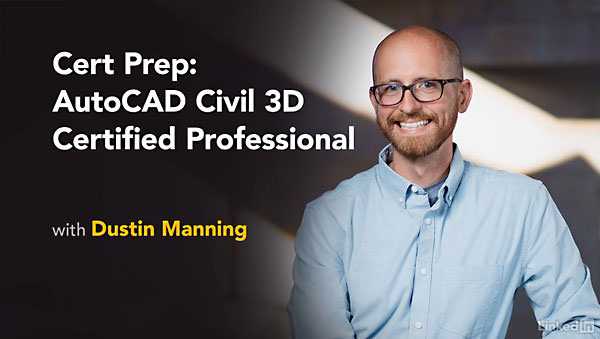 Cert Prep:
AutoCAD Civil 3D
Certified Professional
with Dustin Manning
LinkedIn